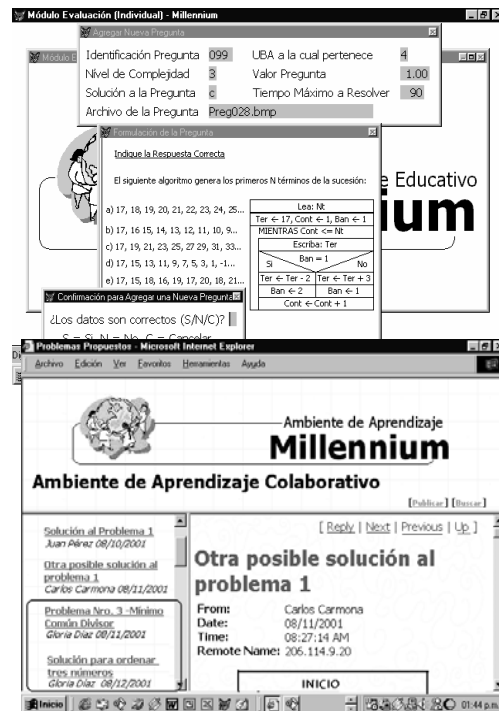 Módulo Evaluación (Individual) - Millennium
Agregar Nueva Pregunta
Identificación Pregunta 099 UBA a la cual pertenece 4
Nivel de Complejidad 3 Valor Pregunta 1.00
Solución a la Pregunta c Tiempo Máximo a Resolver 90
Archivo de la Pregunta Preg028.bmp
Módulo E
Formulación de la Pregunta
Indique la Respuesta Correcta
El siguiente algoritmo genera los primeros N términos de la sucesión:
a) 17, 18, 19, 20, 21, 22, 23, 24, 25...
b) 17, 16 15, 14, 13, 12, 11, 10, 9...
c) 17, 19, 21, 23, 25, 27 29, 31, 33...
d) 17, 15, 13, 11, 9, 7, 5, 3, 1, -1...
e) 17, 15, 18, 16, 19, 17, 20, 18, 21...
Lea: Nt
Ter ← 17, Cont ← 1, Ban ← 1
MIENTRAS Cont <= Nt
Escriba: Ter
Ban = 1
Si No
Ter ← Ter - 2 Ter ← Ter + 3
Ban ← 2 Ban ← 1
Cont ← Cont + 1
e Educativo
ium
Confirmación para Agregar una Nueva Pregunta
¿Los datos son correctos (S/N/C)?
S = Si, N = No, C = Cancelar
Problemas Propuestos - Microsoft Internet Explorer
Archivo Edición Ver Favoritos Herramientas Ayuda
Ambiente de Aprendizaje
Millennium
Ambiente de Aprendizaje Colaborativo
[Publicar] [Buscar]
Solución al Problema 1
Juan Pérez 08/10/2001
Otra posible solución al
problema 1
Carlos Carmona 08/11/2001
Problema Nro. 3 -Mínimo
Común Divisor
Gloria Díaz 08/11/2001
Solución para ordenar
tres números
Gloria Díaz 08/12/2001
[ Reply | Next | Previous | Up ]
Otra posible solución al
problema 1
From: Carlos Carmona
Date: 08/11/2001
Time: 08:27:14 AM
Remote Name: 206.114.9.20
INICIO
Inicio 01:44 p.m.